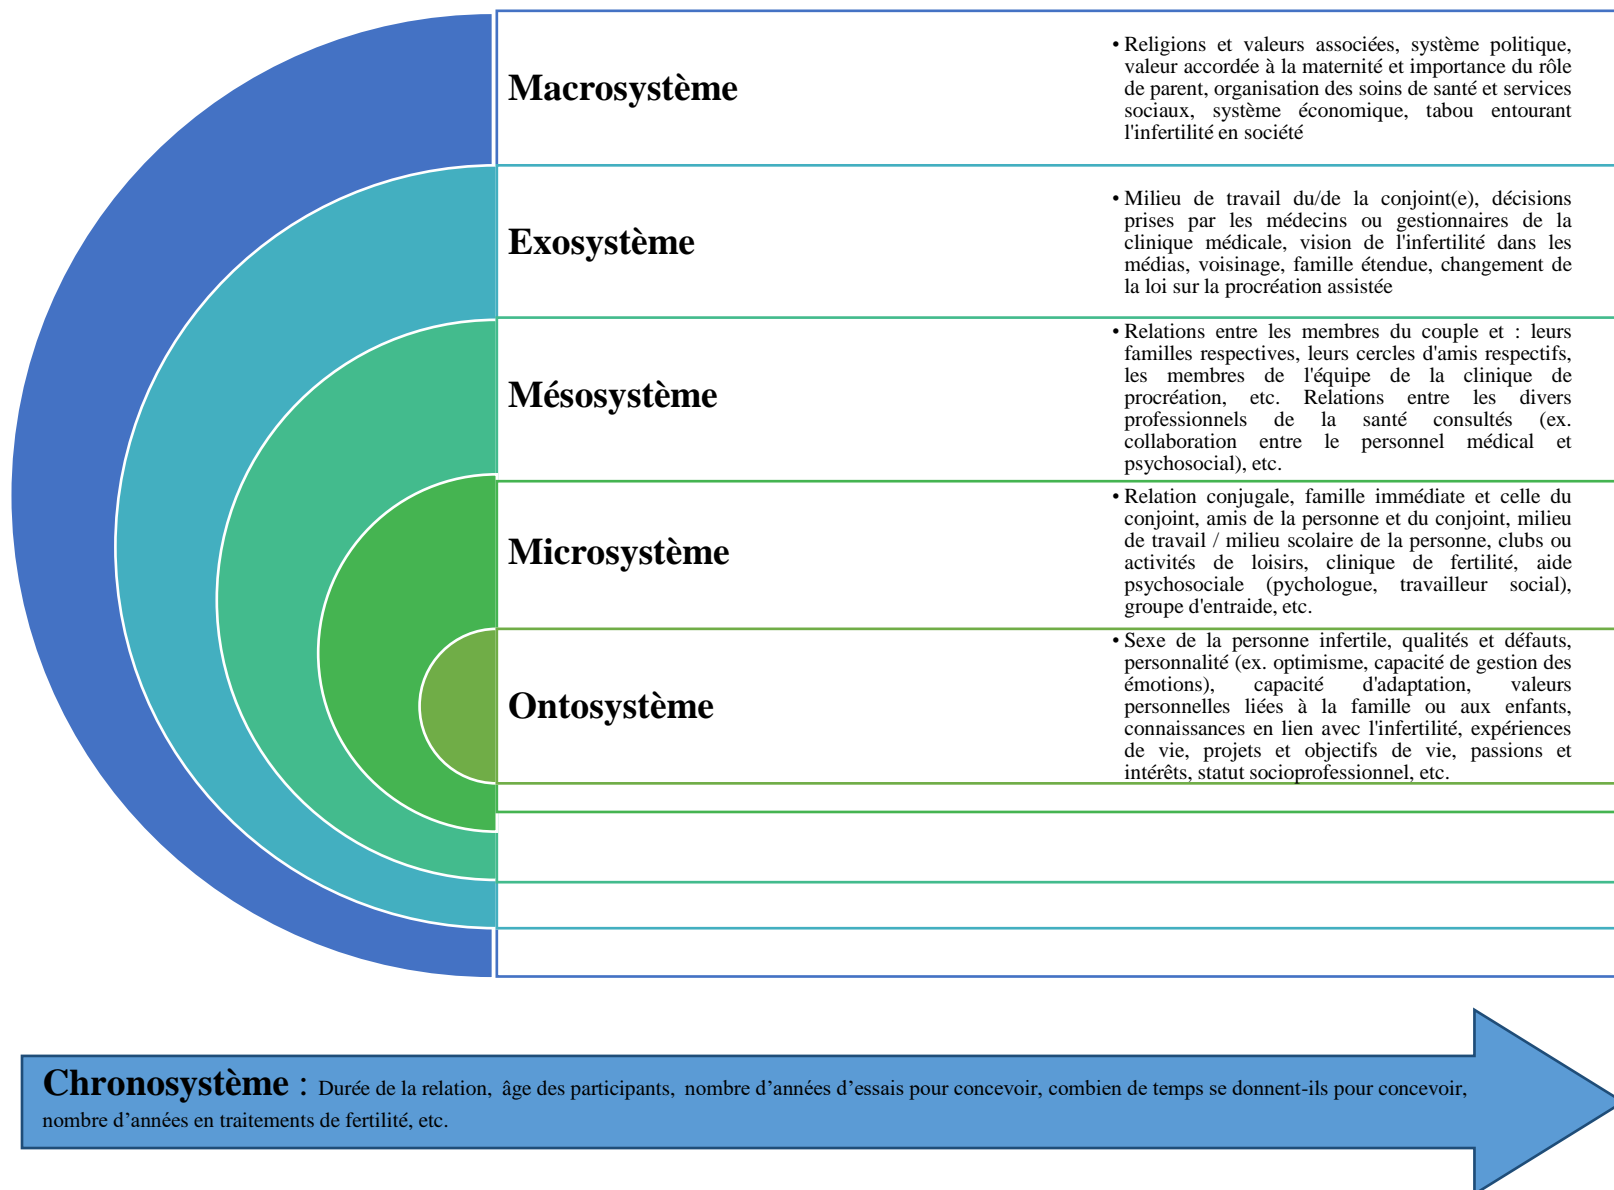 Macrosystème
• Religions et valeurs associées, système politique,
valeur accordée à la maternité et importance du rôle
de parent, organisation des soins de santé et services
sociaux, système économique, tabou entourant
l'infertilité en société
Exosystème
• Milieu de travail du/de la conjoint(e), décisions
prises par les médecins ou gestionnaires de la
clinique médicale, vision de l'infertilité dans les
médias, voisinage, famille étendue, changement de
la loi sur la procréation assistée
Mésosystème
• Relations entre les membres du couple et : leurs
familles respectives, leurs cercles d'amis respectifs,
les membres de l'équipe de la clinique de
procréation, etc. Relations entre les divers
professionnels de la santé consultés (ex.
collaboration entre le personnel médical et
psychosocial), etc.
Microsystème
• Relation conjugale, famille immédiate et celle du
conjoint, amis de la personne et du conjoint, milieu
de travail / milieu scolaire de la personne, clubs ou
activités de loisirs, clinique de fertilité, aide
psychosociale (pychologue, travailleur social),
groupe d'entraide, etc.
Ontosystème
• Sexe de la personne infertile, qualités et défauts,
personnalité (ex. optimisme, capacité de gestion des
émotions), capacité d'adaptation, valeurs
personnelles liées à la famille ou aux enfants,
connaissances en lien avec l'infertilité, expériences
de vie, projets et objectifs de vie, passions et
intérêts, statut socioprofessionnel, etc.
Chronosystème : Durée de la relation, âge des participants, nombre d’années d’essais pour concevoir, combien de temps se donnent-ils pour concevoir,
nombre d’années en traitements de fertilité, etc.